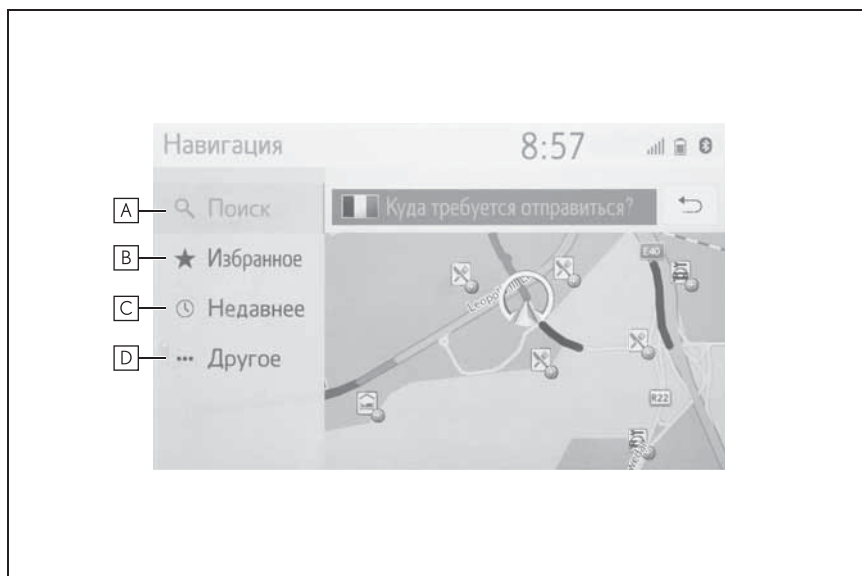 Навигация 8:57
A Поиск
Куда требуется отправиться?
B Избранное
C Недавнее
D Другое
E40
R22